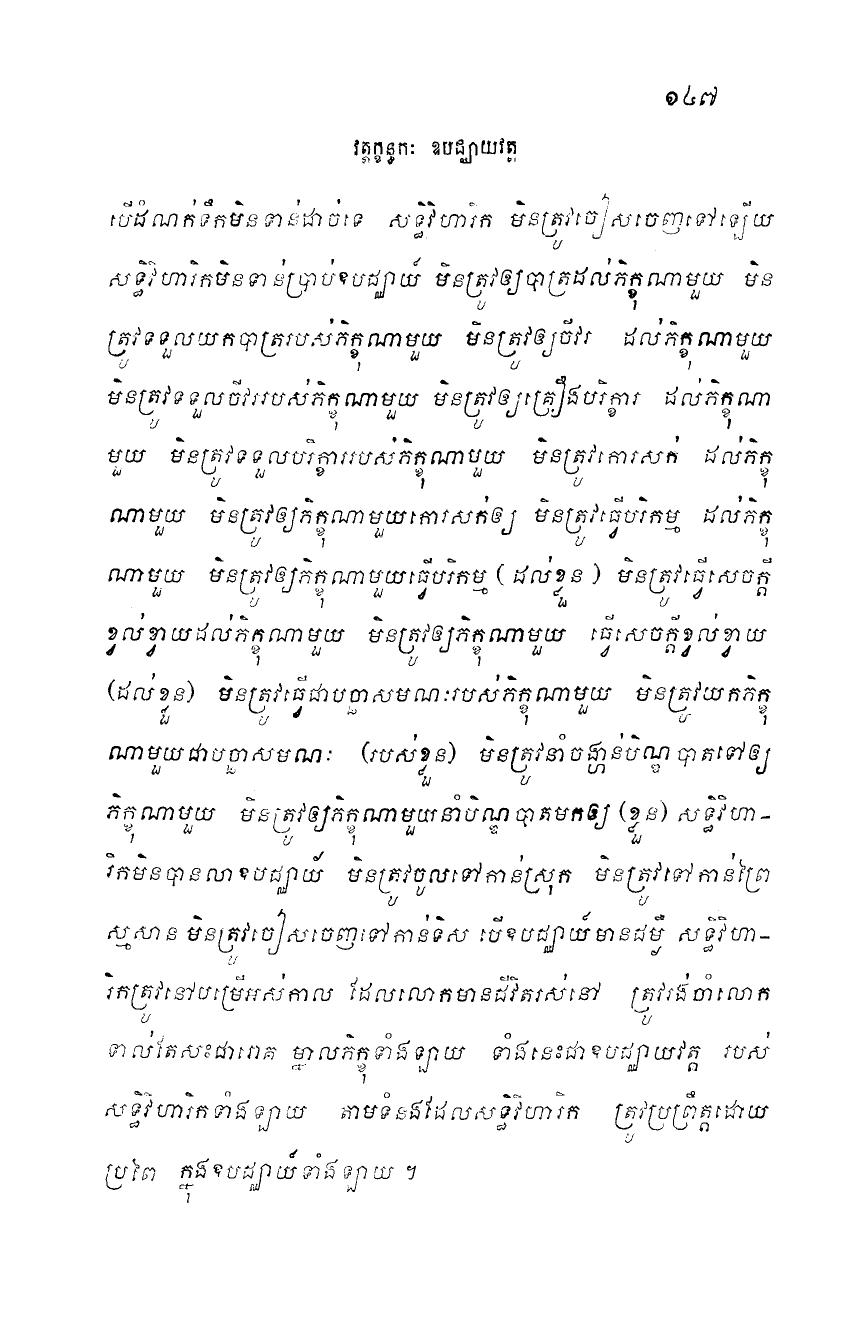 ១៤៧
វត្តក្ខន្ធកៈ ឧបជ្ឈាយវត្ត
បើដំណក់ទឹកមិនទាន់ដាច់ទេ សទ្ធិវិហារិក មិនត្រូវចៀសចេញទៅឡើយ
សទ្ធិវិហារិកមិនទាន់ប្រាប់ឧបជ្ឈាយ៍ មិនត្រូវឲ្យបាត្រដល់ភិក្ខុណាមួយ មិន
ត្រូវទទួលយកបាត្ររបស់ភិក្ខុណាមួយ មិនត្រូវឲ្យចីវរ ដល់ភិក្ខុណាមួយ
មិនត្រូវទទួលចីវររបស់ភិក្ខុណាមួយ មិនត្រូវឲ្យគ្រឿងបរិក្ខារ ដល់ភិក្ខុណា
មួយ មិនត្រូវទទួលបរិក្ខាររបស់ភិក្ខុណាមួយ មិនត្រូវកោរសក់ ដល់ភិក្ខុ
ណាមួយ មិនត្រូវឲ្យភិក្ខុណាមួយកោរសក់ឲ្យ មិនត្រូវធ្វើបរិកម្ម ដល់ភិក្ខុ
ណាមួយ មិនត្រូវឲ្យភិក្ខុណាមួយធ្វើបរិកម្ម (ដល់ខ្លួន) មិនត្រូវធ្វើសេចក្តី
ខ្វល់ខ្វាយដល់ភិក្ខុណាមួយ មិនត្រូវឲ្យភិក្ខុណាមួយ ធ្វើសេចក្តីខ្វល់ខ្វាយ
(ដល់ខ្លួន) មិនត្រូវធ្វើជាបច្ឆាសមណៈរបស់ភិក្ខុណាមួយ មិនត្រូវយកភិក្ខុ
ណាមួយជាបច្ឆាសមណៈ (របស់ខ្លួន) មិនត្រូវនាំចង្ហាន់បិណ្ឌបាតទៅឲ្យ
ភិក្ខុណាមួយ មិនត្រូវឲ្យភិក្ខុណាមួយនាំបិណ្ឌបាតមកឲ្យ (ខ្លួន) សទ្ធិវិហា-
រិកមិនបានលាឧបជ្ឈាយ៍ មិនត្រូវចូលទៅកាន់ស្រុក មិនត្រូវទៅកាន់ព្រៃ
ស្មសាន មិនត្រូវចៀសចេញទៅកាន់ទិស បើឧបជ្ឈាយ៍មានជម្ងឺ សទ្ធិវិហា-
រិកត្រូវនៅបម្រើអស់កាល ដែលលោកមានជីវិតរស់នៅ ត្រូវរង់ចាំលោក
ទាល់តែសះជារោគ ម្នាលភិក្ខុទាំងឡាយ ទាំងនេះជាឧបជ្ឈាយវត្ត របស់
សទ្ធិវិហារិកទាំងឡាយ តាមទំនងដែលសទ្ធិវិហារិក ត្រូវប្រព្រឹត្តដោយ
ប្រពៃ ក្នុងឧបជ្ឈាយ៍ទាំងឡាយ ។